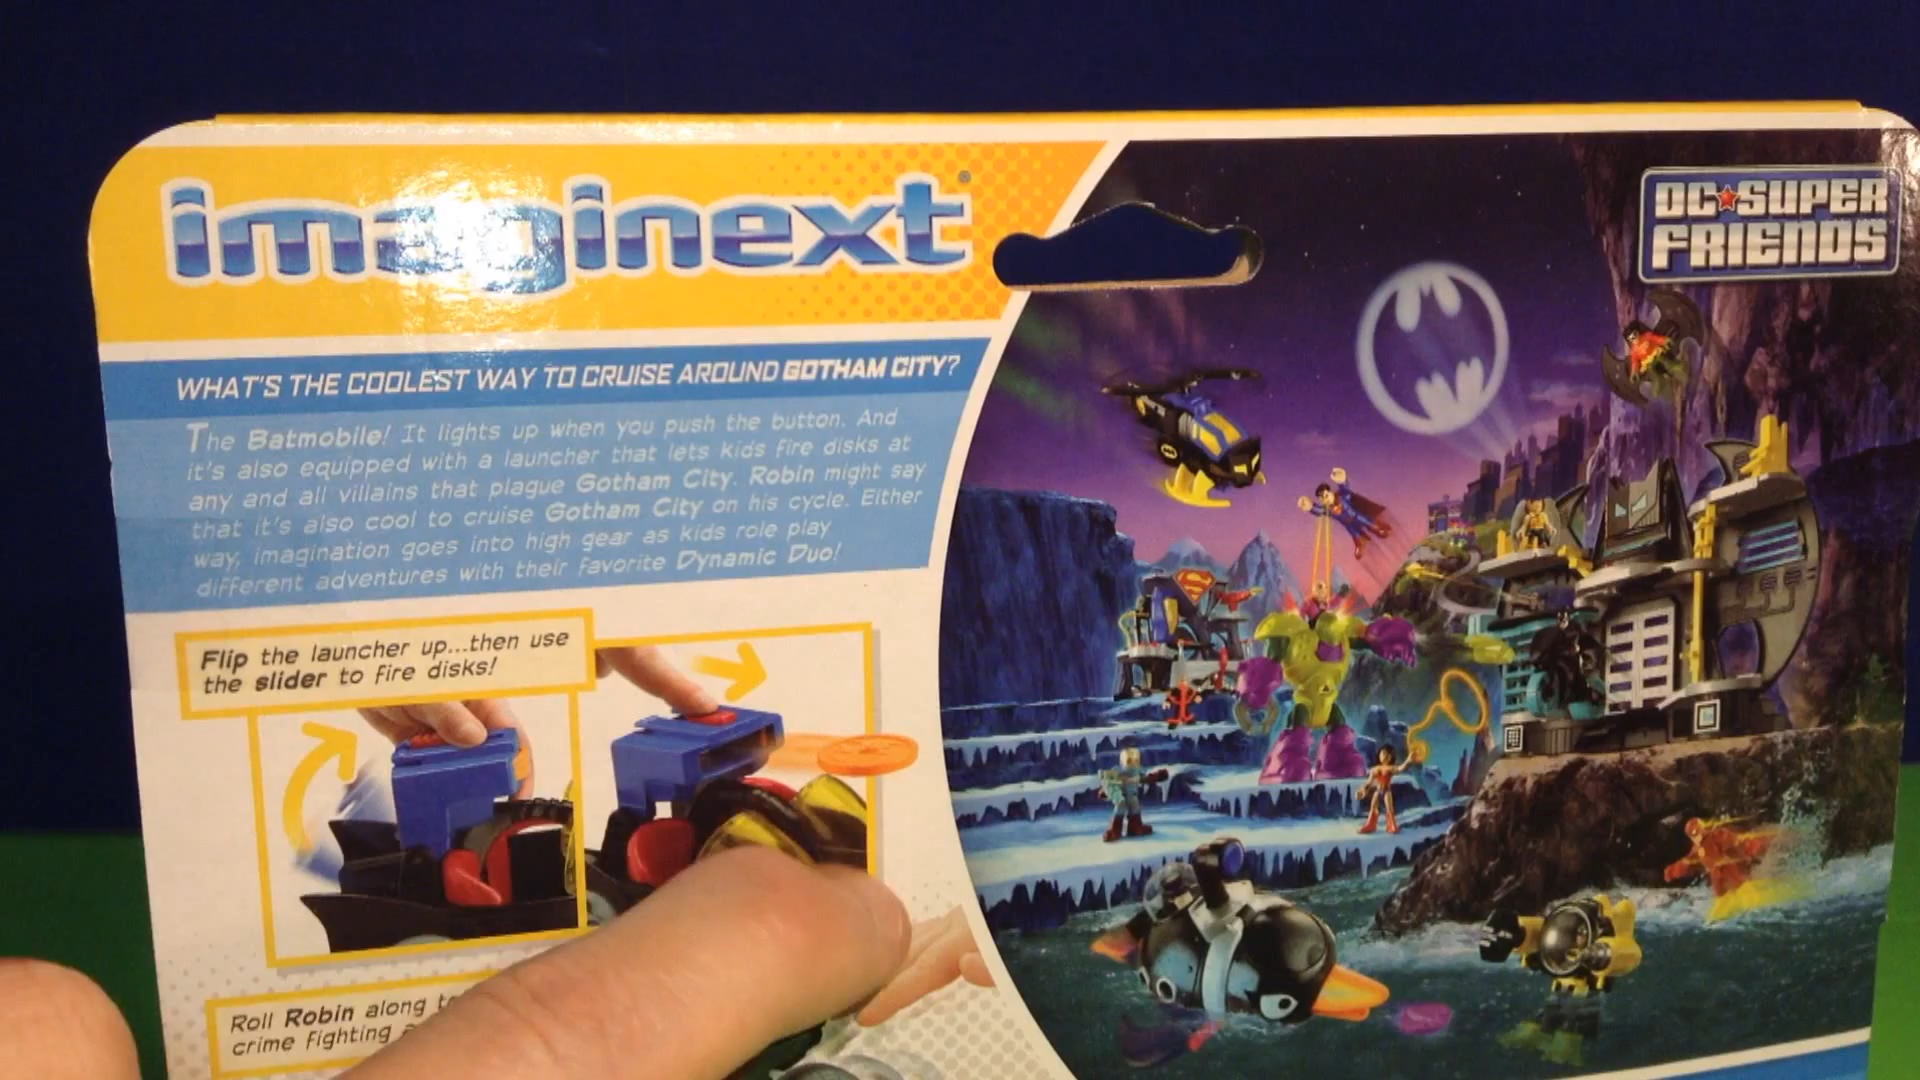 imaginext®
DC SUPER
FRIENDS
WHAT'S THE COOLEST WAY TO CRUISE AROUND GOTHAM CITY?
The Batmobile! It lights up when you push the button. And
it's also equipped with a launcher that lets kids fire disks at
any and all villains that plague Gotham City. Robin might say
that it's also cool to cruise Gotham City on his cycle. Either
way, imagination goes into high gear as kids role play
different adventures with their favorite Dynamic Duo!
Flip the launcher up...then use
the slider to fire disks!
Roll Robin along
crime fighting